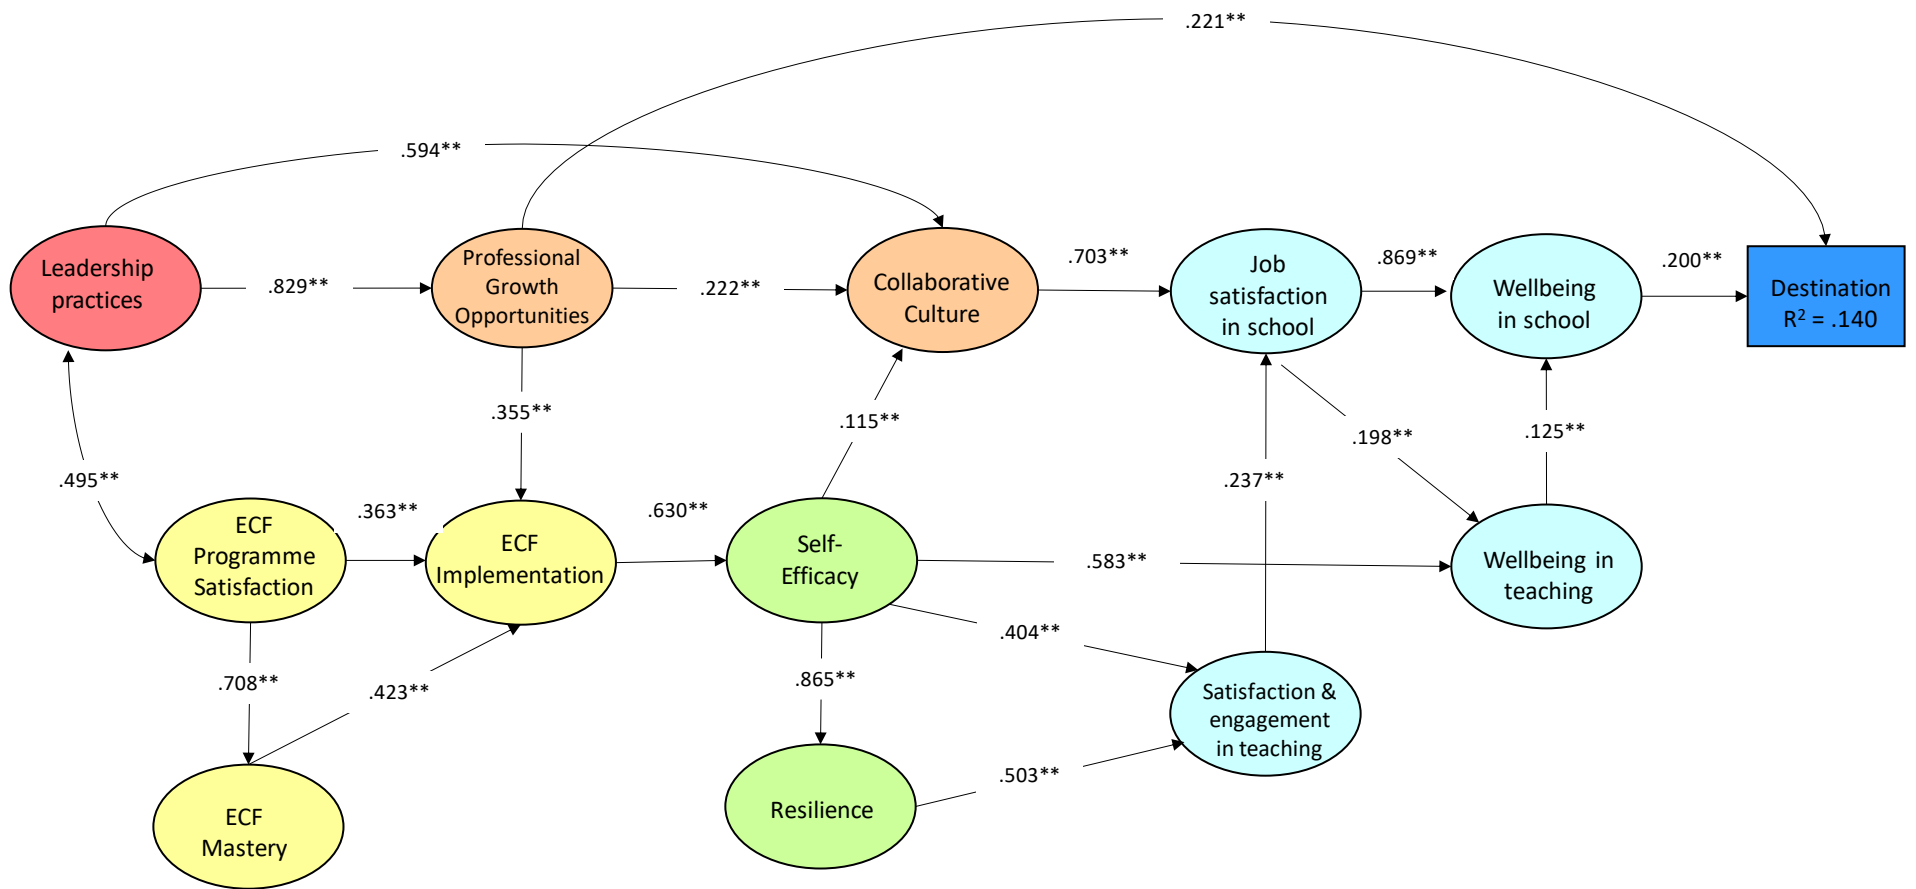 .221**
.594**
Leadership
practices
.829**
Professional
Growth
Opportunities
.222**
Collaborative
Culture
.703**
Job
satisfaction
in school
.869**
Wellbeing
in school
.200**
Destination
R² = .140
.355**
.115**
.198**
.125**
.495**
.237**
ECF
Programme
Satisfaction
.363**
ECF
Implementation
.630**
Self-
Efficacy
.583**
Wellbeing in
teaching
.404**
.708**
.423**
.865**
Satisfaction &
engagement
in teaching
.503**
ECF
Mastery
Resilience